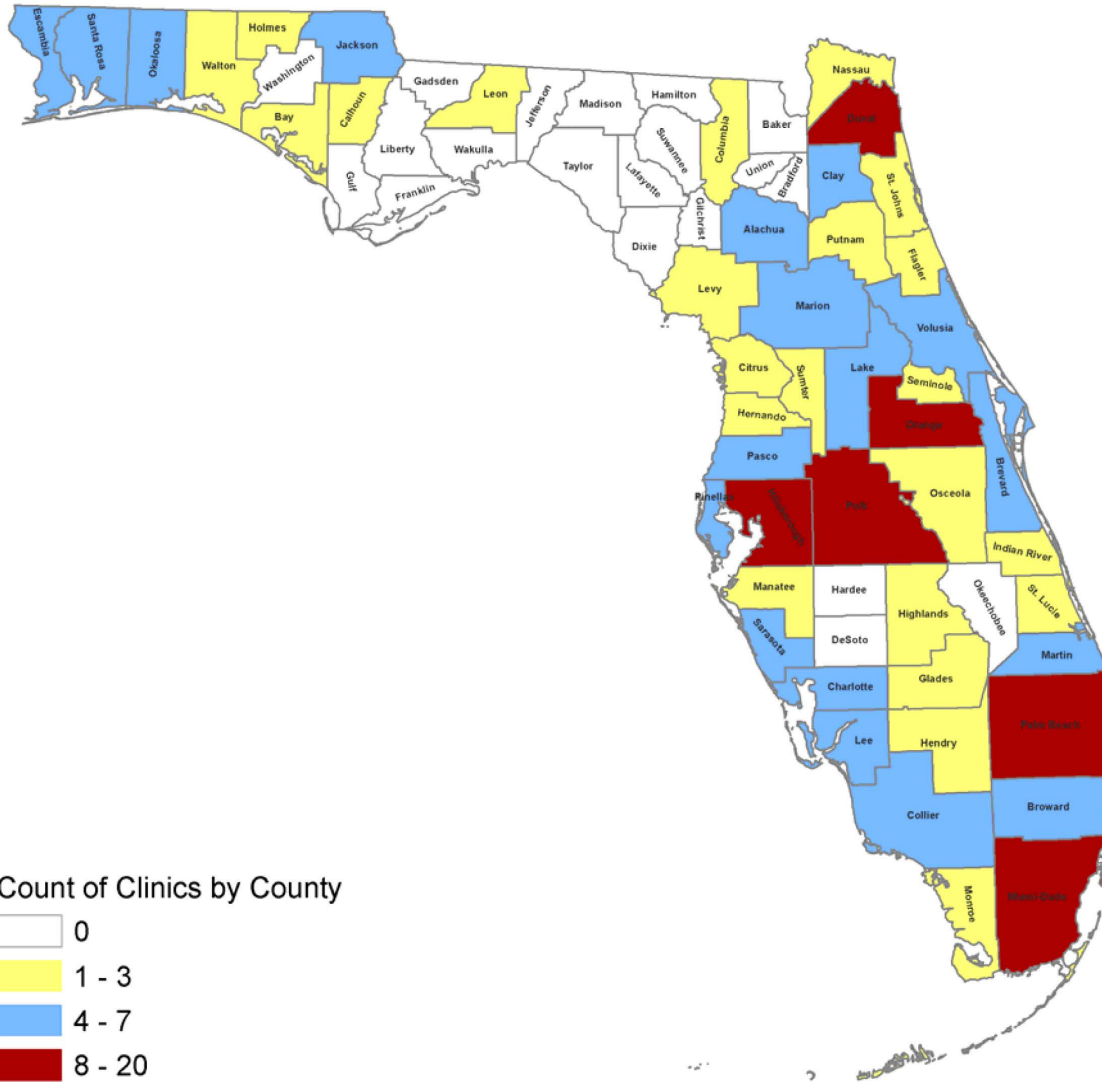 Escambia
Santa Rosa
Okaloosa
Walton
Holmes
Washington
Bay
Jackson
Calhoun
Gulf
Liberty
Gadsden
Franklin
Leon
Wakulla
Jefferson
Madison
Taylor
Hamilton
Suwannee
Lafayette
Dixie
Gilchrist
Columbia
Baker
Union
Bradford
Nassau
Duval
Clay
St. Johns
Alachua
Putnam
Flagler
Levy
Marion
Volusia
Citrus
Sumter
Lake
Seminole
Hernando
Orange
Pasco
Brevard
Pinellas
Hillsborough
Polk
Osceola
Indian River
Manatee
Hardee
Highlands
Okeechobee
St. Lucie
Sarasota
DeSoto
Martin
Charlotte
Glades
Palm Beach
Lee
Hendry
Collier
Broward
Monroe
Miami-Dade
Count of Clinics by County
0
1 - 3
4 - 7
8 - 20